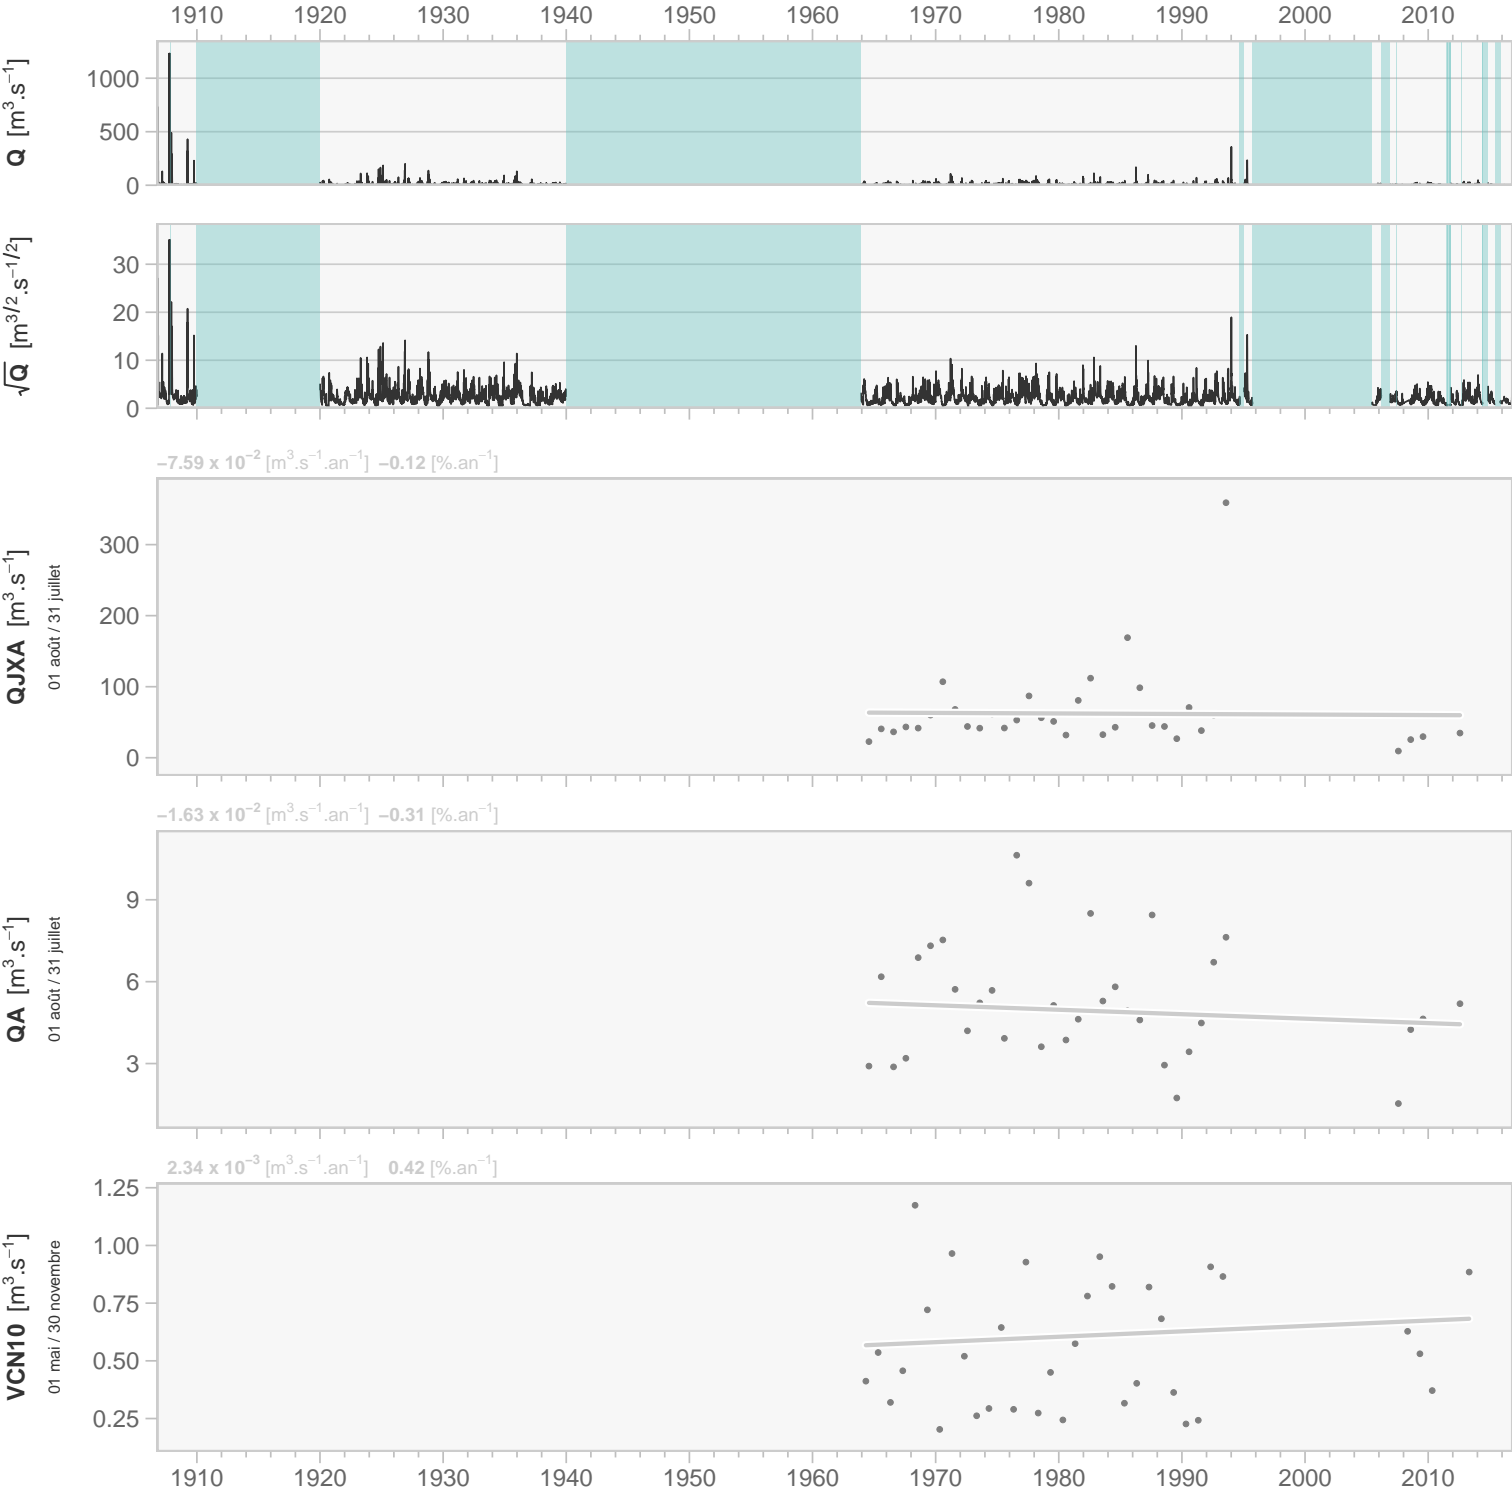 1910 1920 1930 1940 1950 1960 1970 1980 1990 2000 2010
Q [m³.s⁻¹]
1000
500
0
√Q [m³ᐟ².s⁻¹ᐟ²]
30
20
10
0
−7.59 x 10⁻² [m³.s⁻¹.an⁻¹] −0.12 [%.an⁻¹]
QJXA [m³.s⁻¹]
01 août / 31 juillet
300
200
100
0
−1.63 x 10⁻² [m³.s⁻¹.an⁻¹] −0.31 [%.an⁻¹]
QA [m³.s⁻¹]
01 août / 31 juillet
9
6
3
2.34 x 10⁻³ [m³.s⁻¹.an⁻¹] 0.42 [%.an⁻¹]
VCN10 [m³.s⁻¹]
01 mai / 30 novembre
1.25
1.00
0.75
0.50
0.25
1910 1920 1930 1940 1950 1960 1970 1980 1990 2000 2010